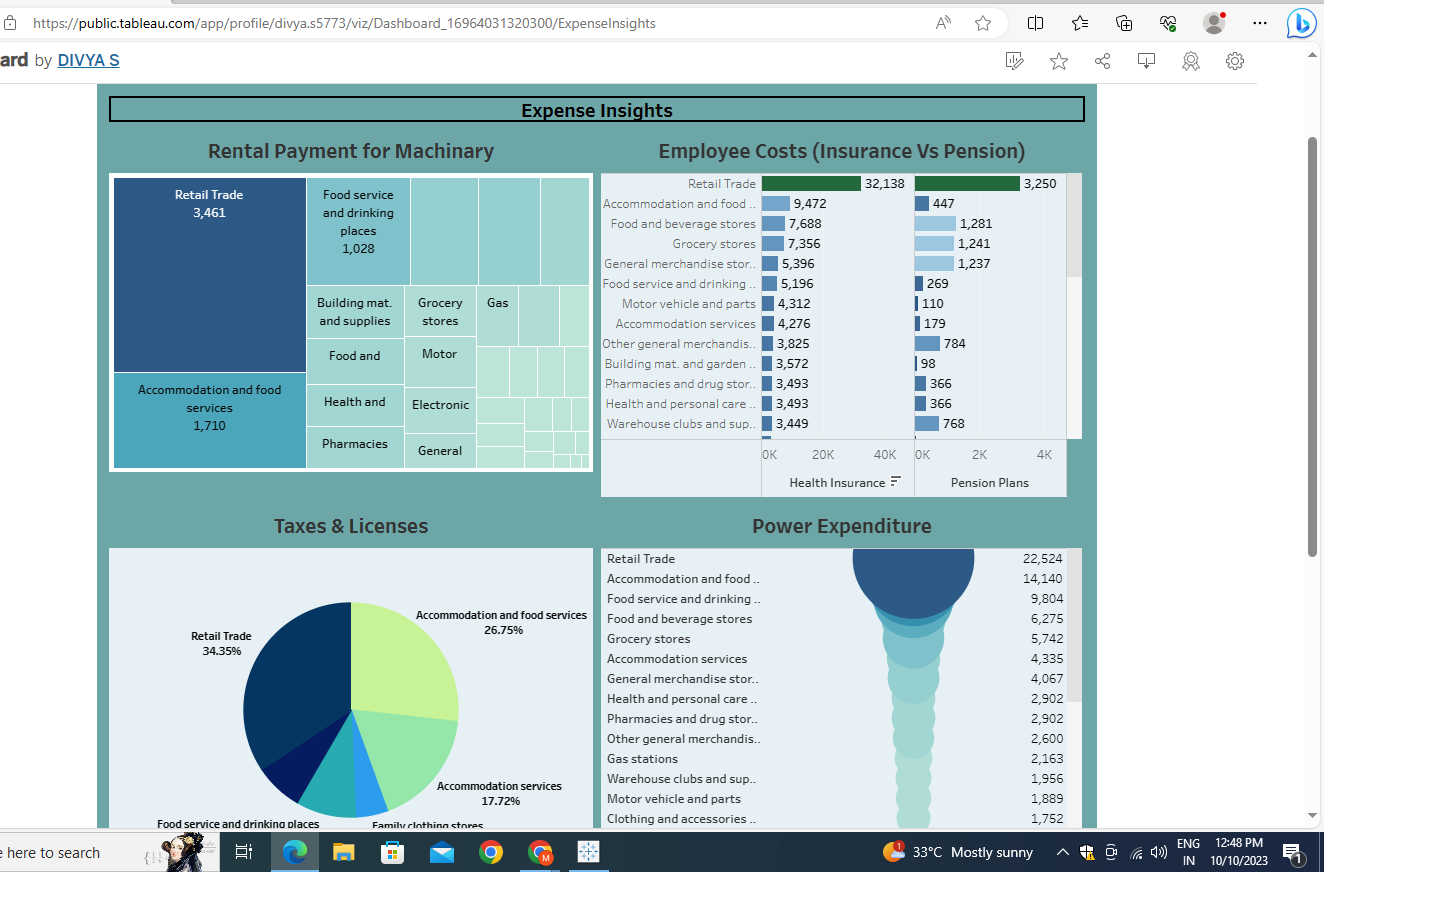 https://public.tableau.com/app/profile/divya.s5773/viz/Dashboard_16964031320300/ExpenseInsights
ard by DIVYA S
Expense Insights
Rental Payment for Machinary
Retail Trade
3,461
Food service
and drinking
places
1,028
Building mat.
and supplies
Grocery
stores
Gas
Food and
Motor
Health and
Electronic
Pharmacies
General
Accommodation and food
services
1,710
Employee Costs (Insurance Vs Pension)
Retail Trade 32,138 3,250
Accommodation and food .. 9,472 447
Food and beverage stores 7,688 1,281
Grocery stores 7,356 1,241
General merchandise stor.. 5,396 1,237
Food service and drinking .. 5,196 269
Motor vehicle and parts 4,312 110
Accommodation services 4,276 179
Other general merchandis.. 3,825 784
Building mat. and garden .. 3,572 98
Pharmacies and drug stor.. 3,493 366
Health and personal care .. 3,493 366
Warehouse clubs and sup.. 3,449 768
0K 20K 40K 0K 2K 4K
Health Insurance Pension Plans
Taxes & Licenses
Retail Trade
34.35%
Accommodation and food services
26.75%
Accommodation services
17.72%
Food service and drinking places
Family clothing stores
Power Expenditure
Retail Trade 22,524
Accommodation and food .. 14,140
Food service and drinking .. 9,804
Food and beverage stores 6,275
Grocery stores 5,742
Accommodation services 4,335
General merchandise stor.. 4,067
Health and personal care .. 2,902
Pharmacies and drug stor.. 2,902
Other general merchandis.. 2,600
Gas stations 2,163
Warehouse clubs and sup.. 1,956
Motor vehicle and parts 1,889
Clothing and accessories .. 1,752
e here to search
33°C Mostly sunny
ENG
IN
12:48 PM
10/10/2023